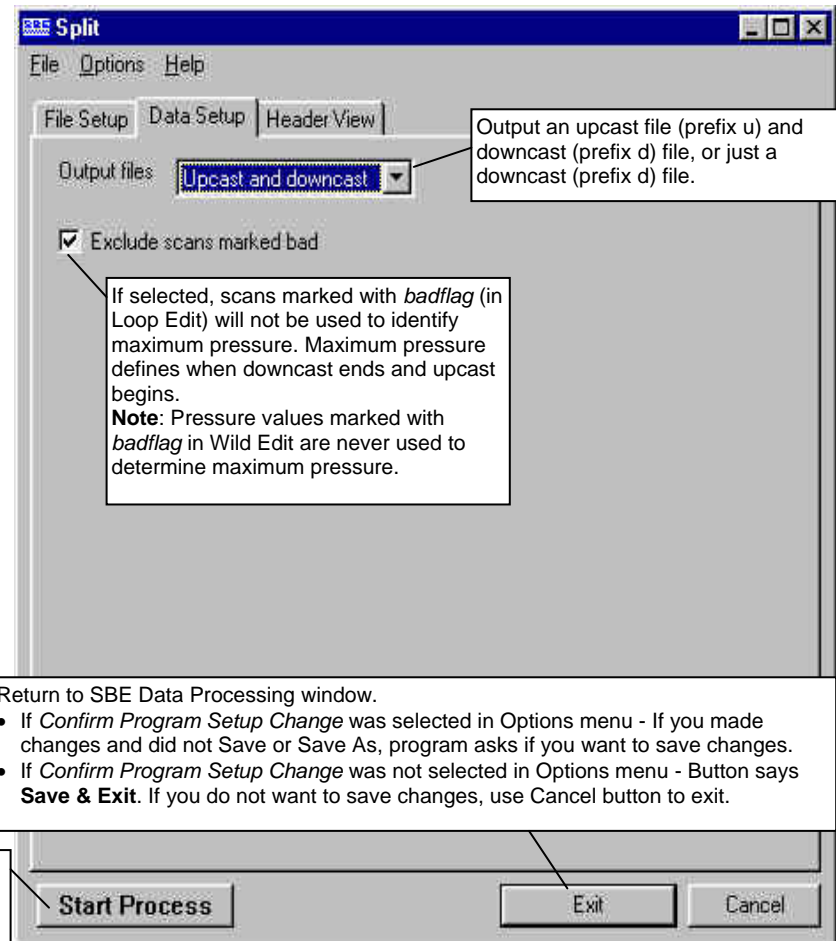 SBE Split
File Options Help
File Setup Data Setup Header View
Output an upcast file (prefix u) and
downcast (prefix d) file, or just a
downcast (prefix d) file.
Output files Upcast and downcast
Exclude scans marked bad
If selected, scans marked with badflag (in
Loop Edit) will not be used to identify
maximum pressure. Maximum pressure
defines when downcast ends and upcast
begins.
Note: Pressure values marked with
badflag in Wild Edit are never used to
determine maximum pressure.
Return to SBE Data Processing window.
• If Confirm Program Setup Change was selected in Options menu - If you made
changes and did not Save or Save As, program asks if you want to save changes.
• If Confirm Program Setup Change was not selected in Options menu - Button says
Save & Exit. If you do not want to save changes, use Cancel button to exit.
Start Process Exit Cancel